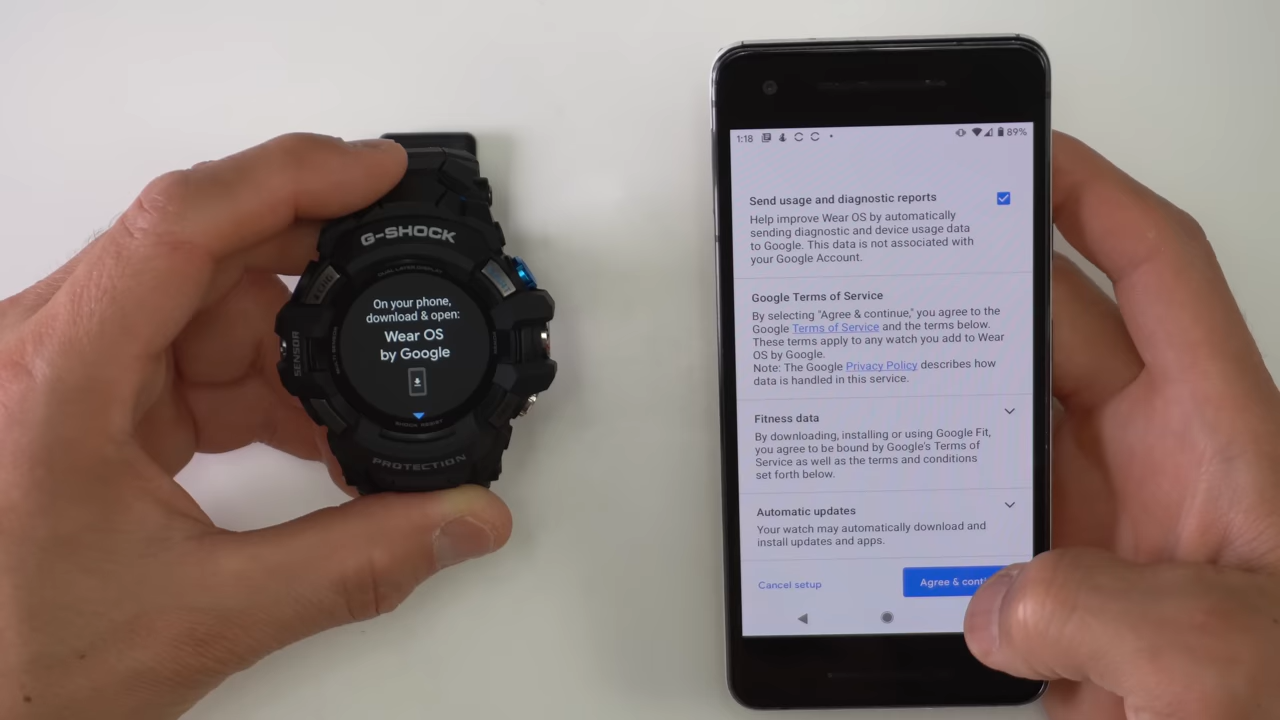 G-SHOCK
SENSOR
On your phone,
download & open:
Wear OS
by Google
SHOCK RESIST
PROTECTION
1:18
89%
Send usage and diagnostic reports
Help improve Wear OS by automatically
sending diagnostic and device usage data
to Google. This data is not associated with
your Google Account.
Google Terms of Service
By selecting "Agree & continue," you agree to the
Google Terms of Service and the terms below.
These terms apply to any watch you add to Wear
OS by Google.
Note: The Google Privacy Policy describes how
data is handled in this service.
Fitness data
By downloading, installing or using Google Fit,
you agree to be bound by Google's Terms of
Service as well as the terms and conditions
set forth below.
Automatic updates
Your watch may automatically download and
install updates and apps.
Cancel setup
Agree & cont